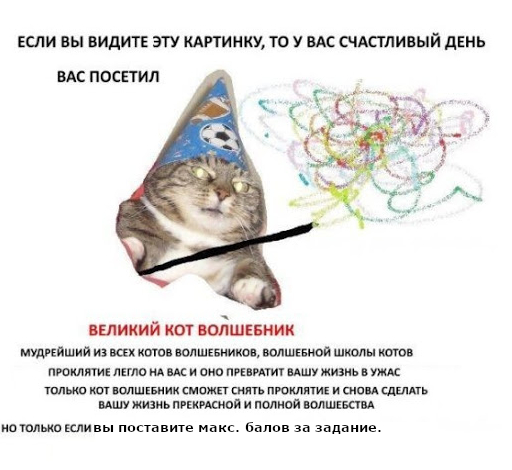 ЕСЛИ ВЫ ВИДИТЕ ЭТУ КАРТИНКУ, ТО У ВАС СЧАСТЛИВЫЙ ДЕНЬ
ВАС ПОСЕТИЛ
ВЕЛИКИЙ КОТ ВОЛШЕБНИК
МУДРЕЙШИЙ ИЗ ВСЕХ КОТОВ ВОЛШЕБНИКОВ, ВОЛШЕБНОЙ ШКОЛЫ КОТОВ
ПРОКЛЯТИЕ ЛЕГЛО НА ВАС И ОНО ПРЕВРАТИТ ВАШУ ЖИЗНЬ В УЖАС
ТОЛЬКО КОТ ВОЛШЕБНИК СМОЖЕТ СНЯТЬ ПРОКЛЯТИЕ И СНОВА СДЕЛАТЬ
ВАШУ ЖИЗНЬ ПРЕКРАСНОЙ И ПОЛНОЙ ВОЛШЕБСТВА
НО ТОЛЬКО ЕСЛИ вы поставите макс. балов за задание.